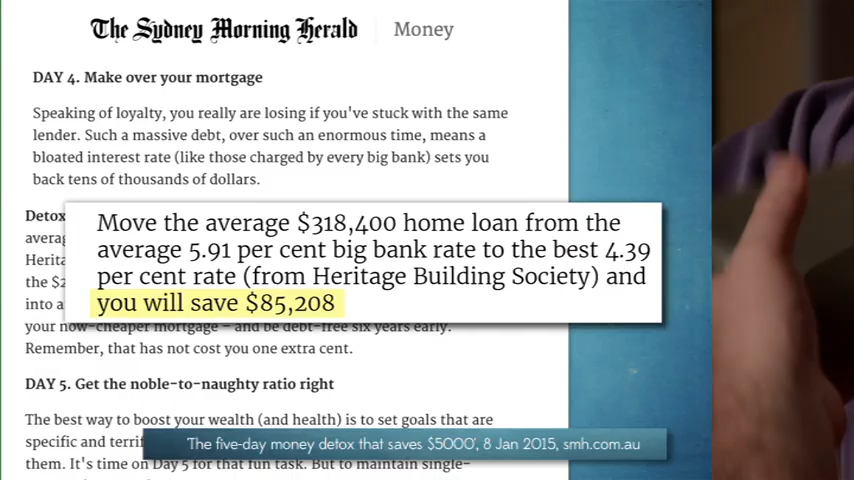 The Sydney Morning Herald Money
DAY 4. Make over your mortgage
Speaking of loyalty, you really are losing if you've stuck with the same
lender. Such a massive debt, over such an enormous time, means a
bloated interest rate (like those charged by every big bank) sets you
back tens of thousands of dollars.
Detox
Move the average $318,400 home loan from the
average 5.91 per cent big bank rate to the best 4.39
per cent rate (from Heritage Building Society) and
you will save $85,208
the $2
into a
your now-cheaper mortgage – and be debt-free six years early.
Remember, that has not cost you one extra cent.
DAY 5. Get the noble-to-naughty ratio right
The best way to boost your wealth (and health) is to set goals that are
specific and
'The five-day money detox that saves $5000', 8 Jan 2015, smh.com.au
them. It's time on Day 5 for that fun task. But to maintain single-